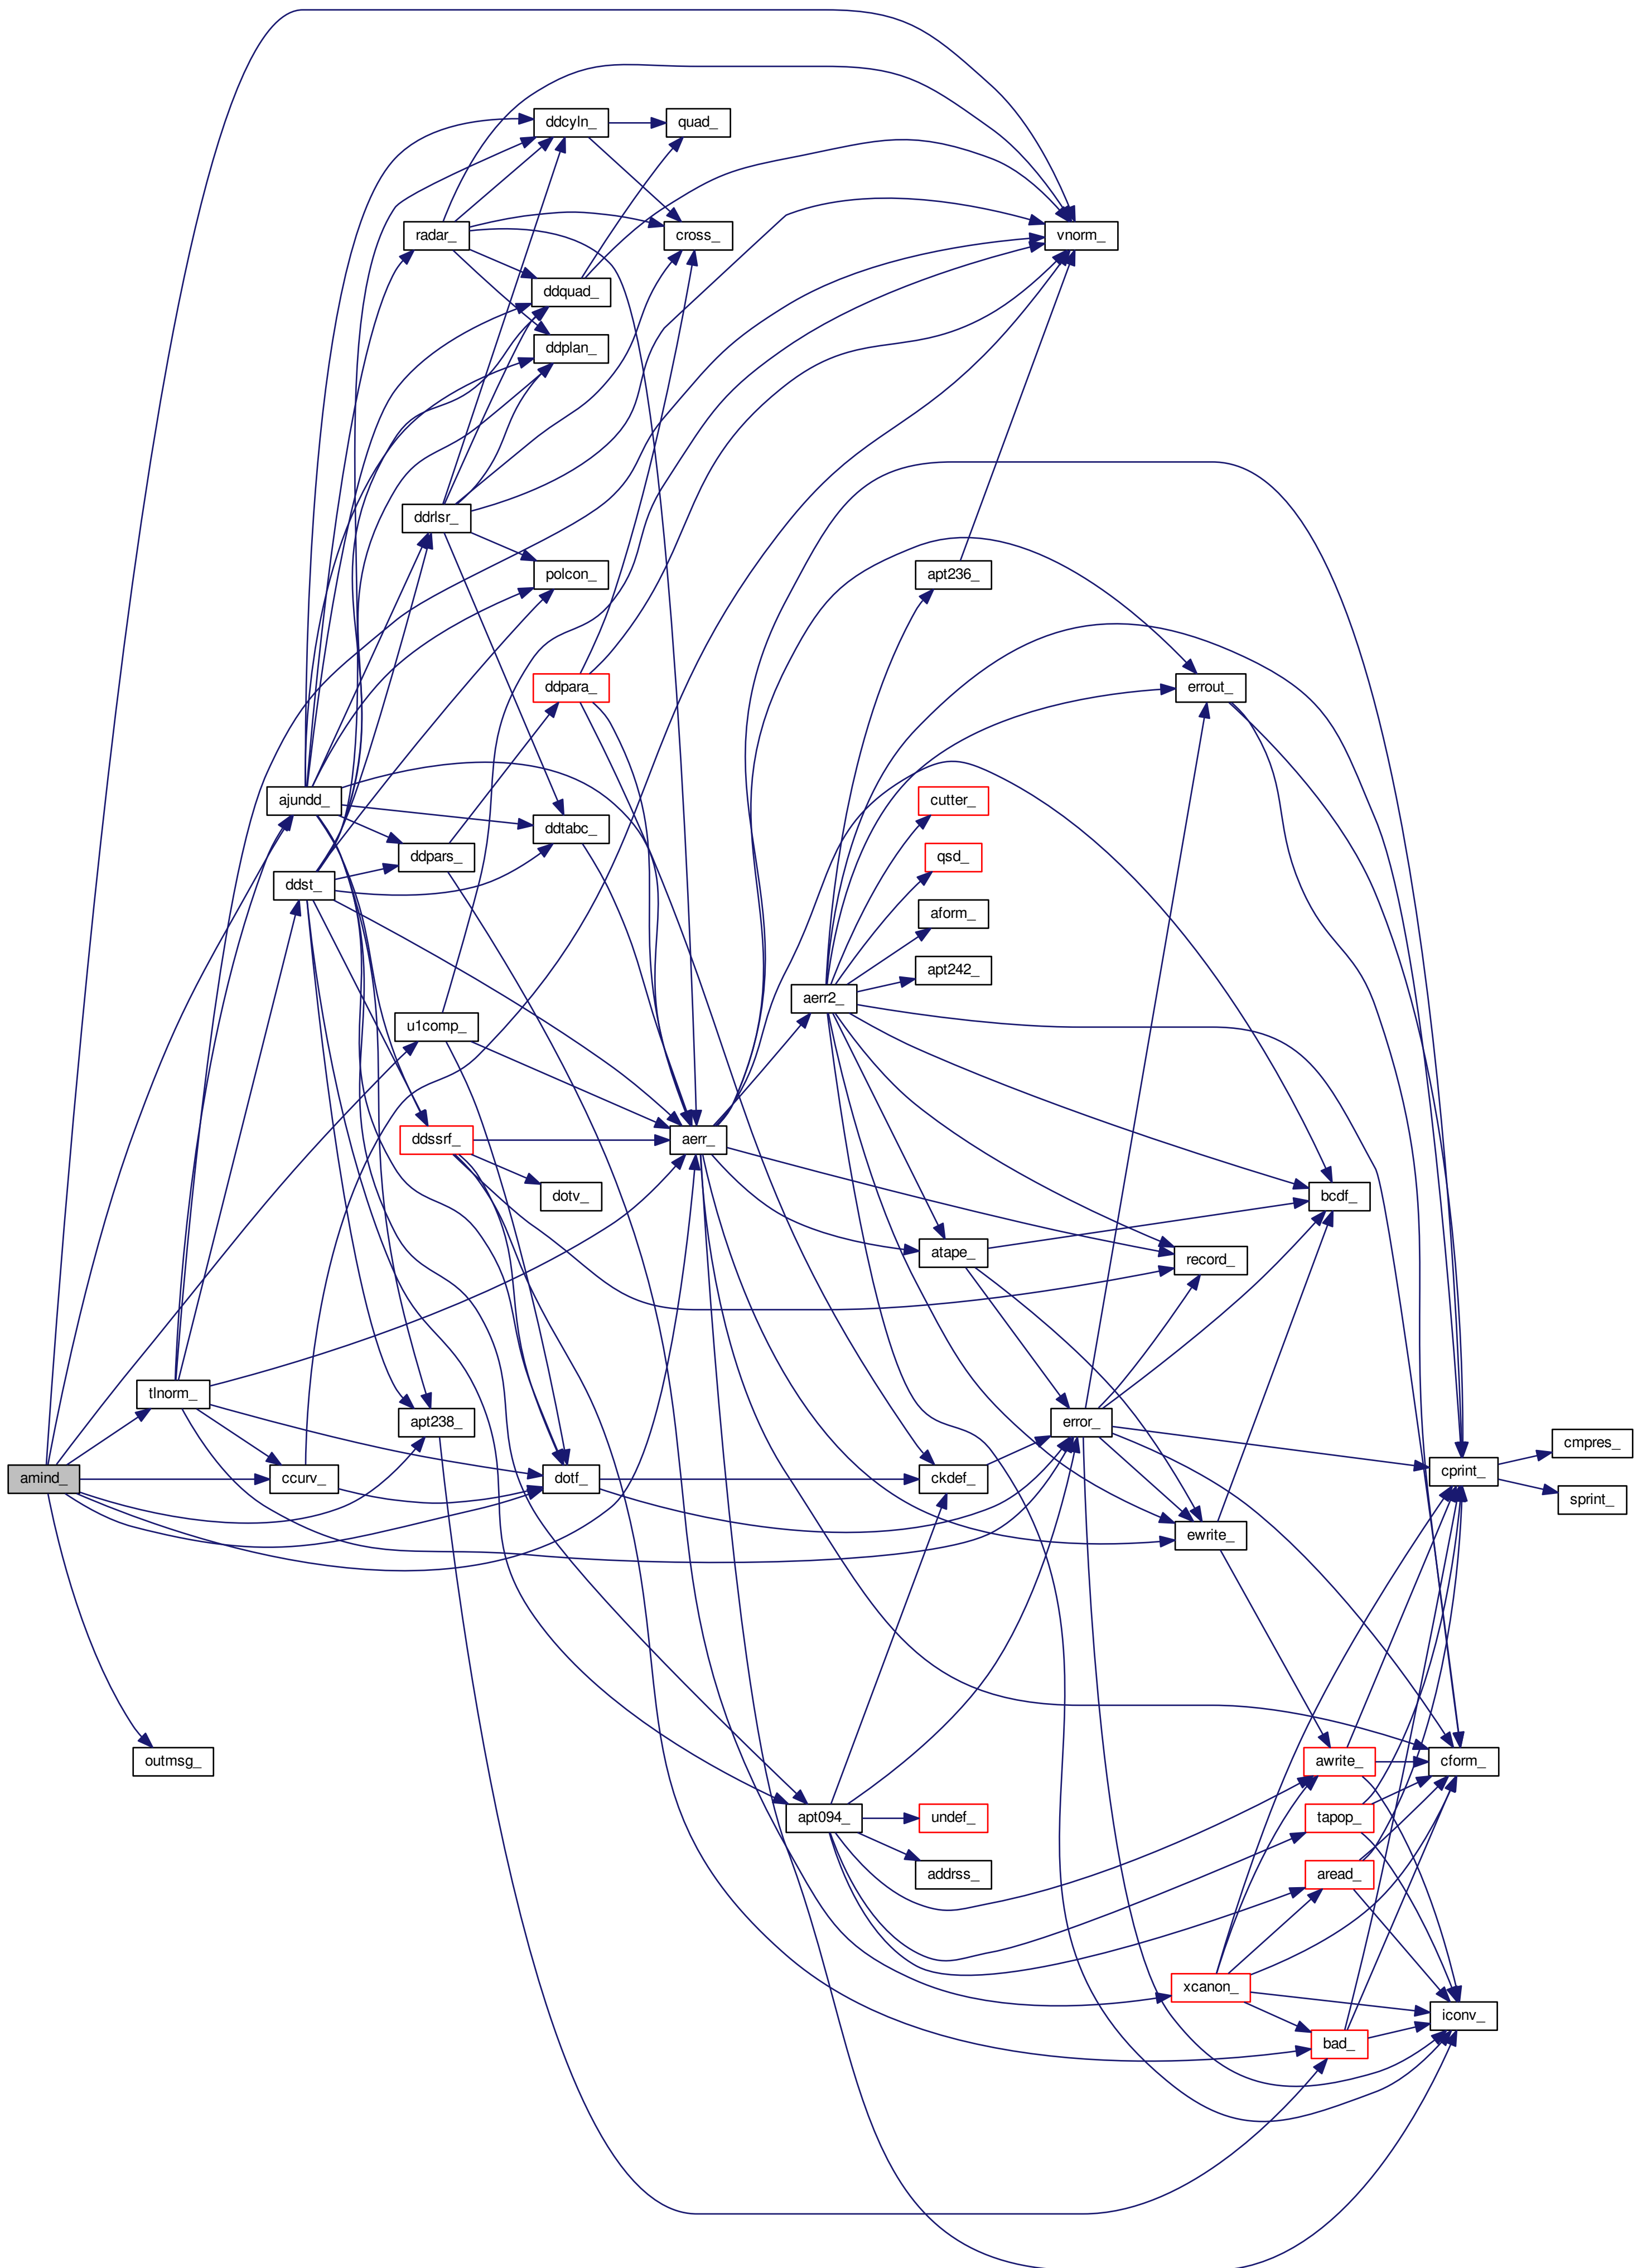 ddcyln_
quad_
radar_
cross_
vnorm_
ddquad_
ddplan_
ddrlsr_
polcon_
apt236_
ddpara_
errout_
ajundd_
cutter_
ddtabc_
ddpars_
qsd_
ddst_
aform_
apt242_
aerr2_
u1comp_
ddssrf_
aerr_
dotv_
bcdf_
atape_
record_
tlnorm_
apt238_
error_
cmpres_
amind_
ccurv_
dotf_
ckdef_
cprint_
sprint_
ewrite_
outmsg_
awrite_
cform_
apt094_
undef_
tapop_
addrss_
aread_
xcanon_
iconv_
bad_